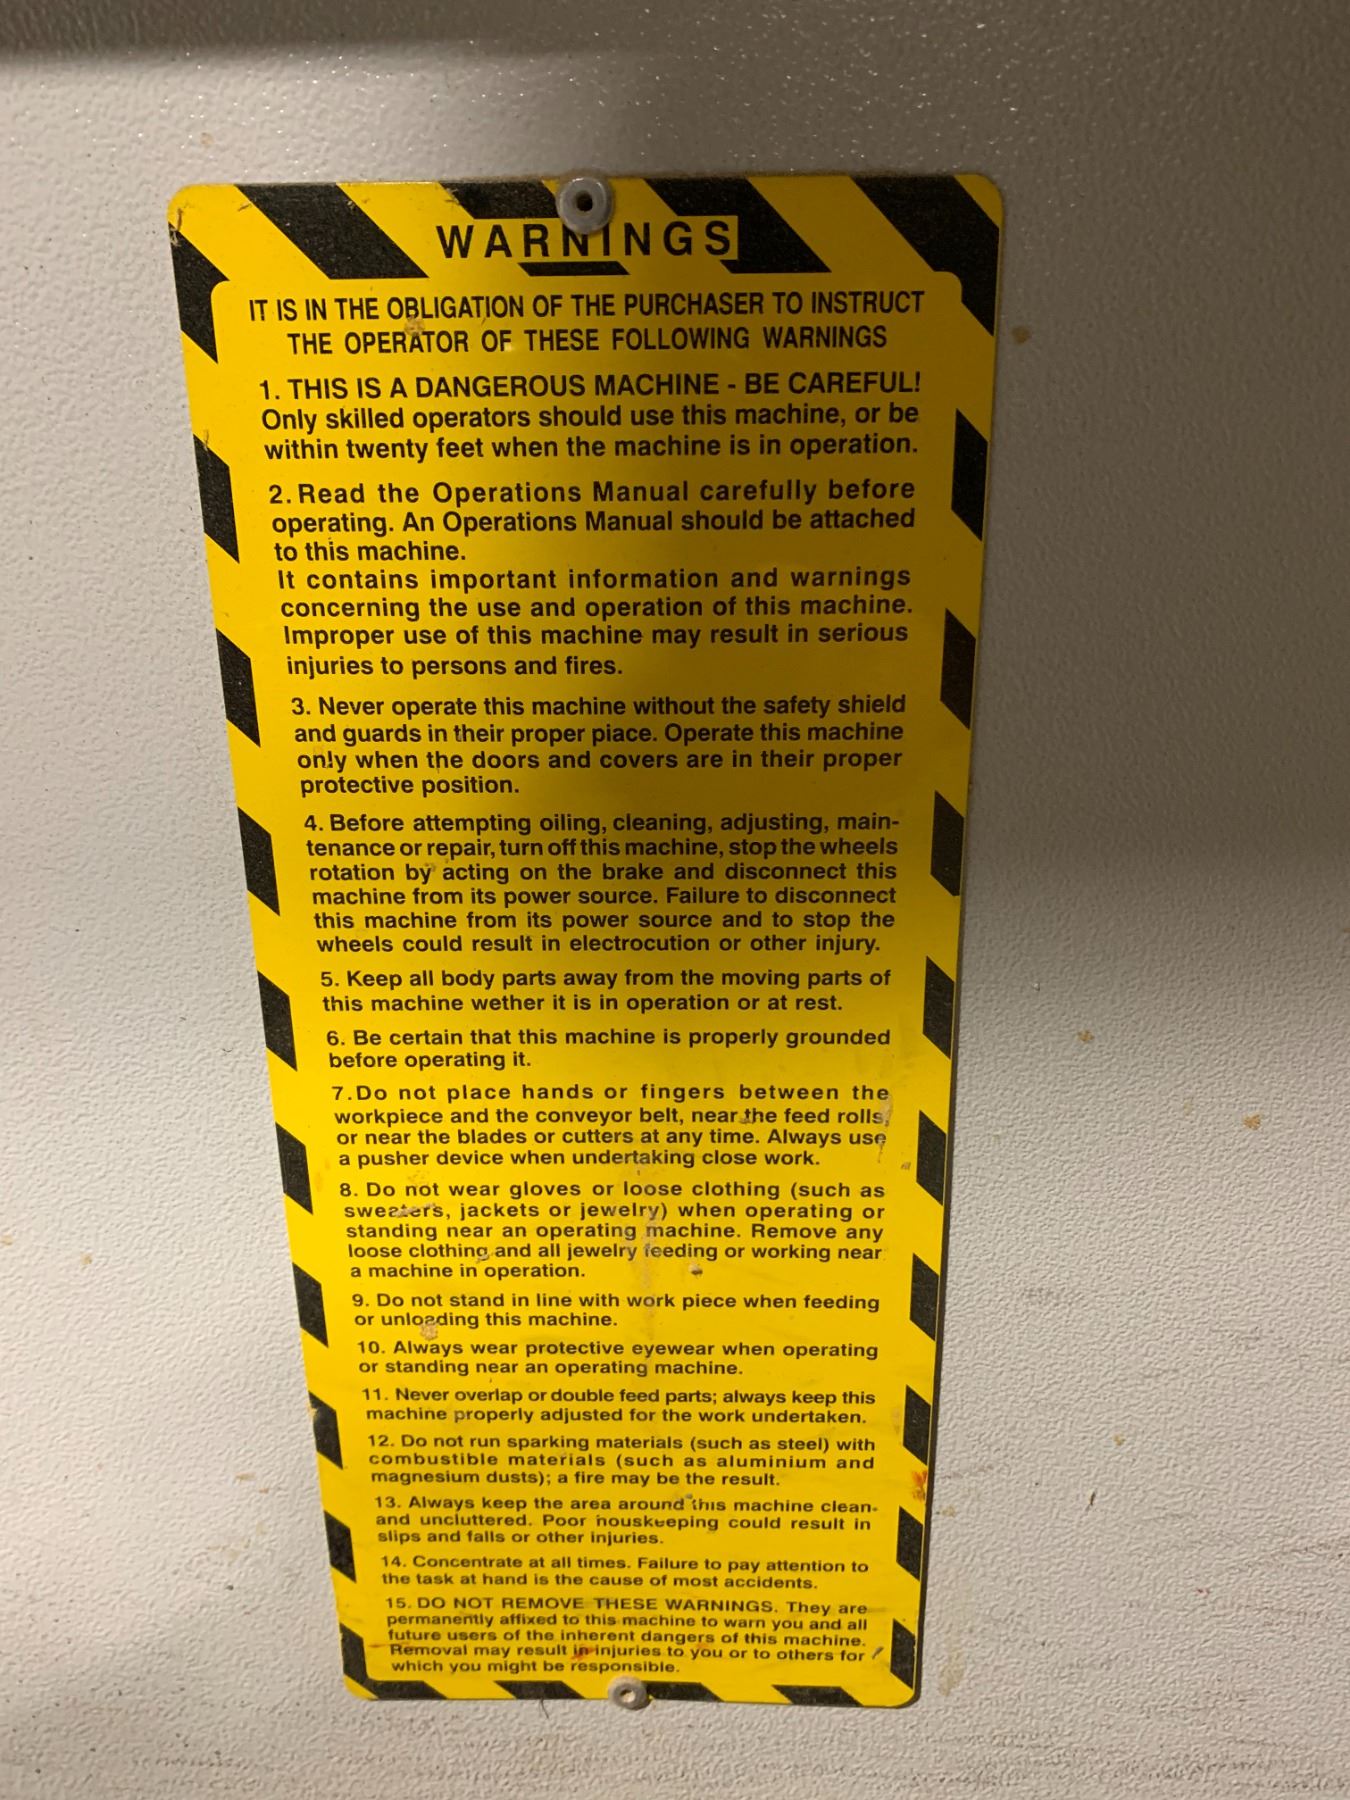 WARNINGS
IT IS IN THE OBLIGATION OF THE PURCHASER TO INSTRUCT
THE OPERATOR OF THESE FOLLOWING WARNINGS
1. THIS IS A DANGEROUS MACHINE - BE CAREFUL!
Only skilled operators should use this machine, or be
within twenty feet when the machine is in operation.
2. Read the Operations Manual carefully before
operating. An Operations Manual should be attached
to this machine.
It contains important information and warnings
concerning the use and operation of this machine.
Improper use of this machine may result in serious
injuries to persons and fires.
3. Never operate this machine without the safety shield
and guards in their proper place. Operate this machine
only when the doors and covers are in their proper
protective position.
4. Before attempting oiling, cleaning, adjusting, main-
tenance or repair, turn off this machine, stop the wheels
rotation by acting on the brake and disconnect this
machine from its power source. Failure to disconnect
this machine from its power source and to stop the
wheels could result in electrocution or other injury.
5. Keep all body parts away from the moving parts of
this machine wether it is in operation or at rest.
6. Be certain that this machine is properly grounded
before operating it.
7. Do not place hands or fingers between the
workpiece and the conveyor belt, near the feed rolls,
or near the blades or cutters at any time. Always use
a pusher device when undertaking close work.
8. Do not wear gloves or loose clothing (such as
sweaters, jackets or jewelry) when operating or
standing near an operating machine. Remove any
loose clothing and all jewelry feeding or working near
a machine in operation.
9. Do not stand in line with work piece when feeding
or unloading this machine.
10. Always wear protective eyewear when operating
or standing near an operating machine.
11. Never overlap or double feed parts; always keep this
machine properly adjusted for the work undertaken.
12. Do not run sparking materials (such as steel) with
combustible materials (such as aluminium and
magnesium dusts); a fire may be the result.
13. Always keep the area around this machine clean
and uncluttered. Poor houskeeping could result in
slips and falls or other injuries.
14. Concentrate at all times. Failure to pay attention to
the task at hand is the cause of most accidents.
15. DO NOT REMOVE THESE WARNINGS. They are
permanently affixed to this machine to warn you and all
future users of the inherent dangers of this machine.
Removal may result in injuries to you or to others for
which you might be responsible.